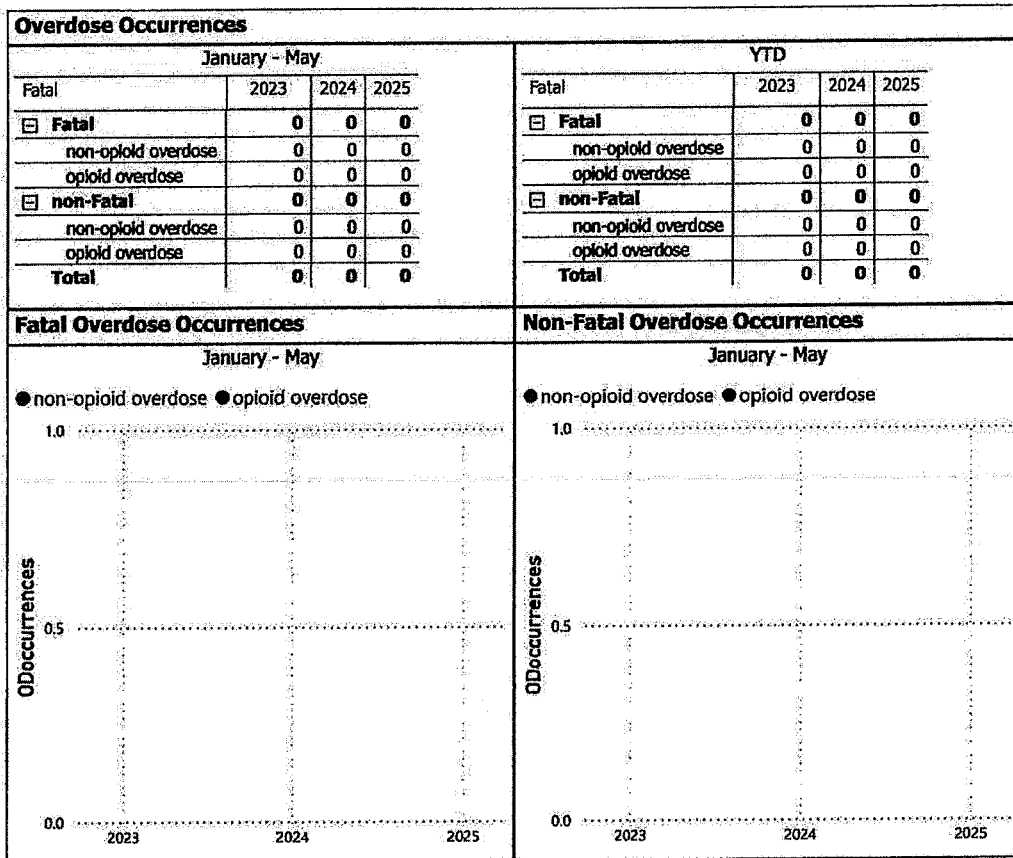 Overdose Occurrences
January - May
Fatal 2023 2024 2025
Fatal 0 0 0
non-opioid overdose 0 0 0
opioid overdose 0 0 0
non-Fatal 0 0 0
non-opioid overdose 0 0 0
opioid overdose 0 0 0
Total 0 0 0
YTD
Fatal 2023 2024 2025
Fatal 0 0 0
non-opioid overdose 0 0 0
opioid overdose 0 0 0
non-Fatal 0 0 0
non-opioid overdose 0 0 0
opioid overdose 0 0 0
Total 0 0 0
Fatal Overdose Occurrences
January - May
non-opioid overdose opioid overdose
1.0
0.5
0.0
ODoccurrences
2023 2024 2025
Non-Fatal Overdose Occurrences
January - May
non-opioid overdose opioid overdose
1.0
0.5
0.0
ODoccurrences
2023 2024 2025